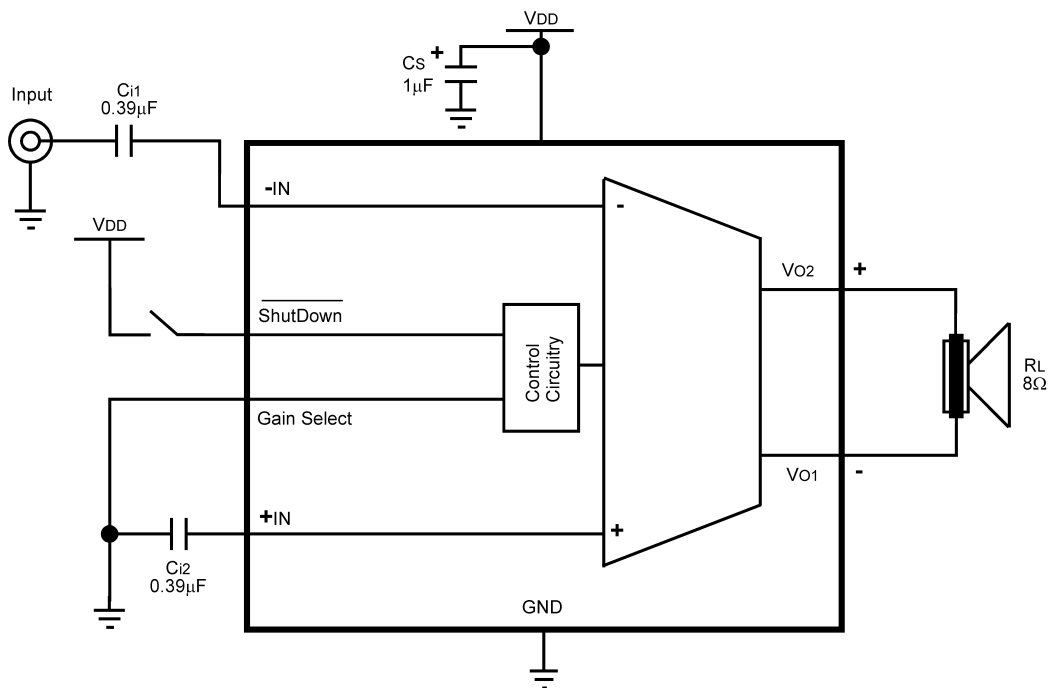 VDD
CS +
1µF
Input
Ci1
0.39µF
-IN
-
VDD
VO2
+
ShutDown
Control
Circuitry
RL
8Ω
Gain Select
VO1
-
+IN
+
Ci2
0.39µF
GND